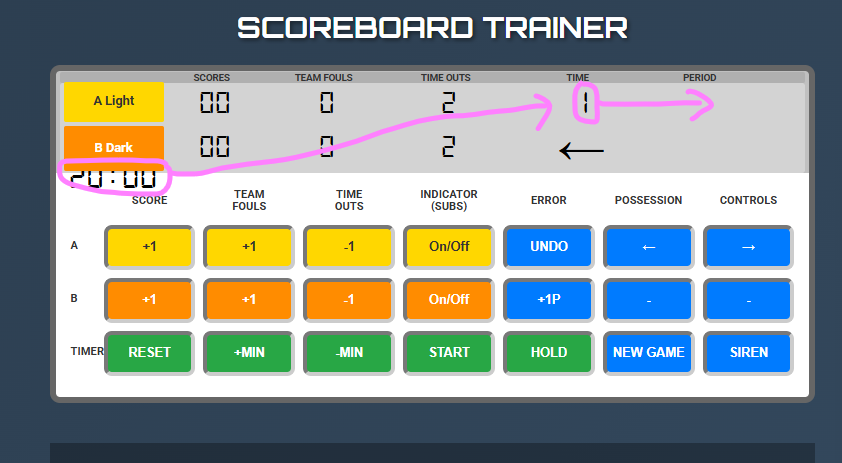 SCOREBOARD TRAINER
SCORES TEAM FOULS TIME OUTS TIME PERIOD
A Light 00 0 2 1
B Dark 00 0 2 ←
20:00
SCORE TEAM FOULS TIME OUTS INDICATOR (SUBS) ERROR POSSESSION CONTROLS
A +1 +1 -1 On/Off UNDO ← →
B +1 +1 -1 On/Off +1P - -
TIMER RESET +MIN -MIN START HOLD NEW GAME SIREN